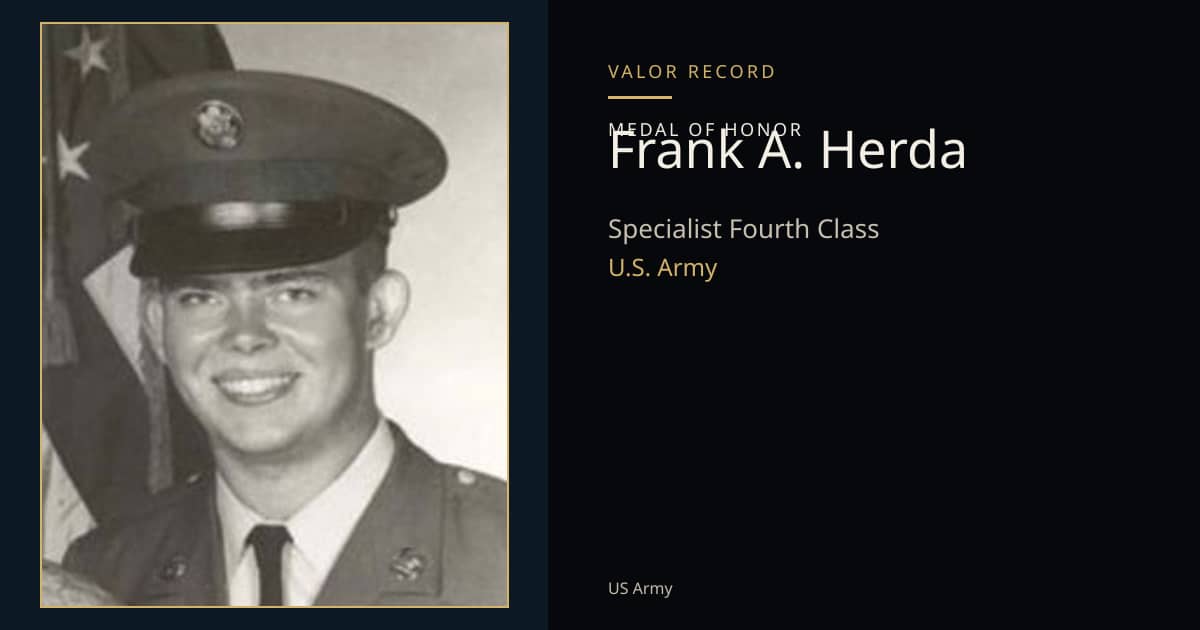 VALOR RECORD
MEDAL OF HONOR
Frank A. Herda
Specialist Fourth Class
U.S. Army
US Army